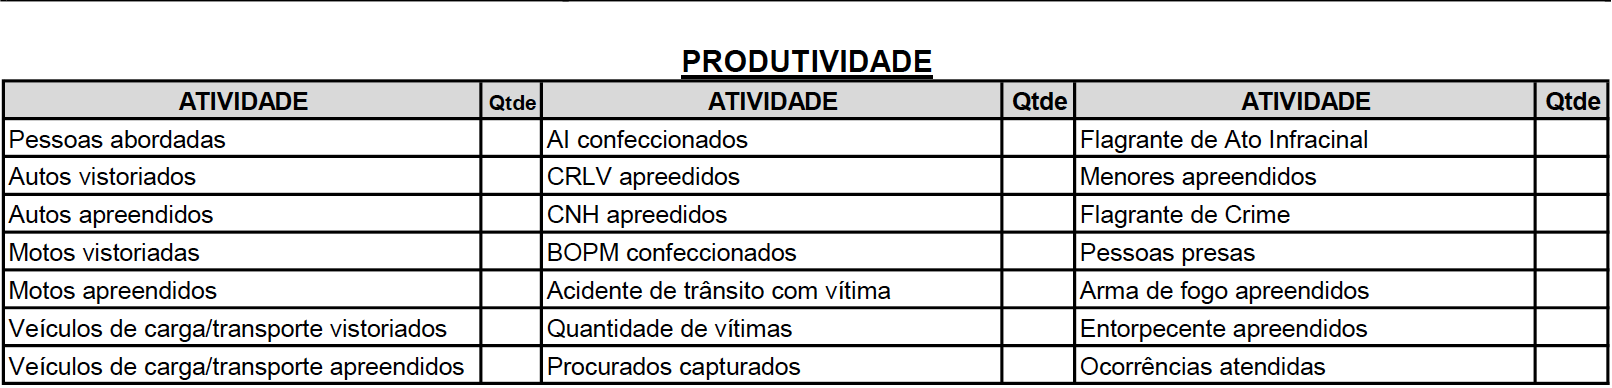 PRODUTIVIDADE
ATIVIDADE Qtde ATIVIDADE Qtde ATIVIDADE Qtde
Pessoas abordadas AI confeccionados Flagrante de Ato Infracinal
Autos vistoriados CRLV apreedidos Menores apreendidos
Autos apreendidos CNH apreedidos Flagrante de Crime
Motos vistoriadas BOPM confeccionados Pessoas presas
Motos apreendidos Acidente de trânsito com vítima Arma de fogo apreendidos
Veículos de carga/transporte vistoriados Quantidade de vítimas Entorpecente apreendidos
Veículos de carga/transporte apreendidos Procurados capturados Ocorrências atendidas